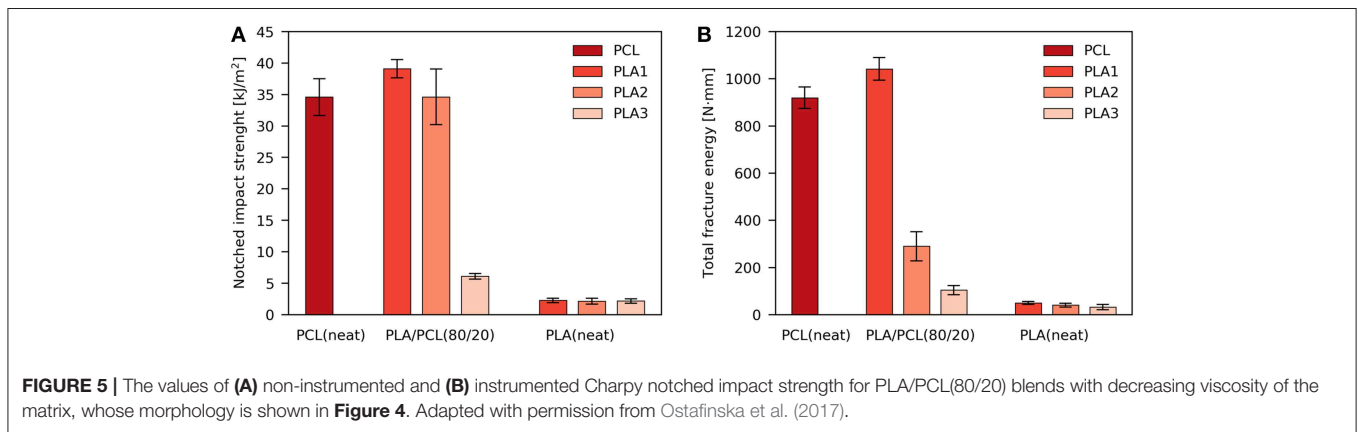 A
Notched impact strenght [kJ/m²]
45
40
35
30
25
20
15
10
5
0
PCL
PLA1
PLA2
PLA3
PCL(neat)
PLA/PCL(80/20)
PLA(neat)
B
Total fracture energy [N·mm]
1200
1000
800
600
400
200
0
PCL
PLA1
PLA2
PLA3
PCL(neat)
PLA/PCL(80/20)
PLA(neat)
FIGURE 5 | The values of (A) non-instrumented and (B) instrumented Charpy notched impact strength for PLA/PCL(80/20) blends with decreasing viscosity of the
matrix, whose morphology is shown in Figure 4. Adapted with permission from Ostafinska et al. (2017).